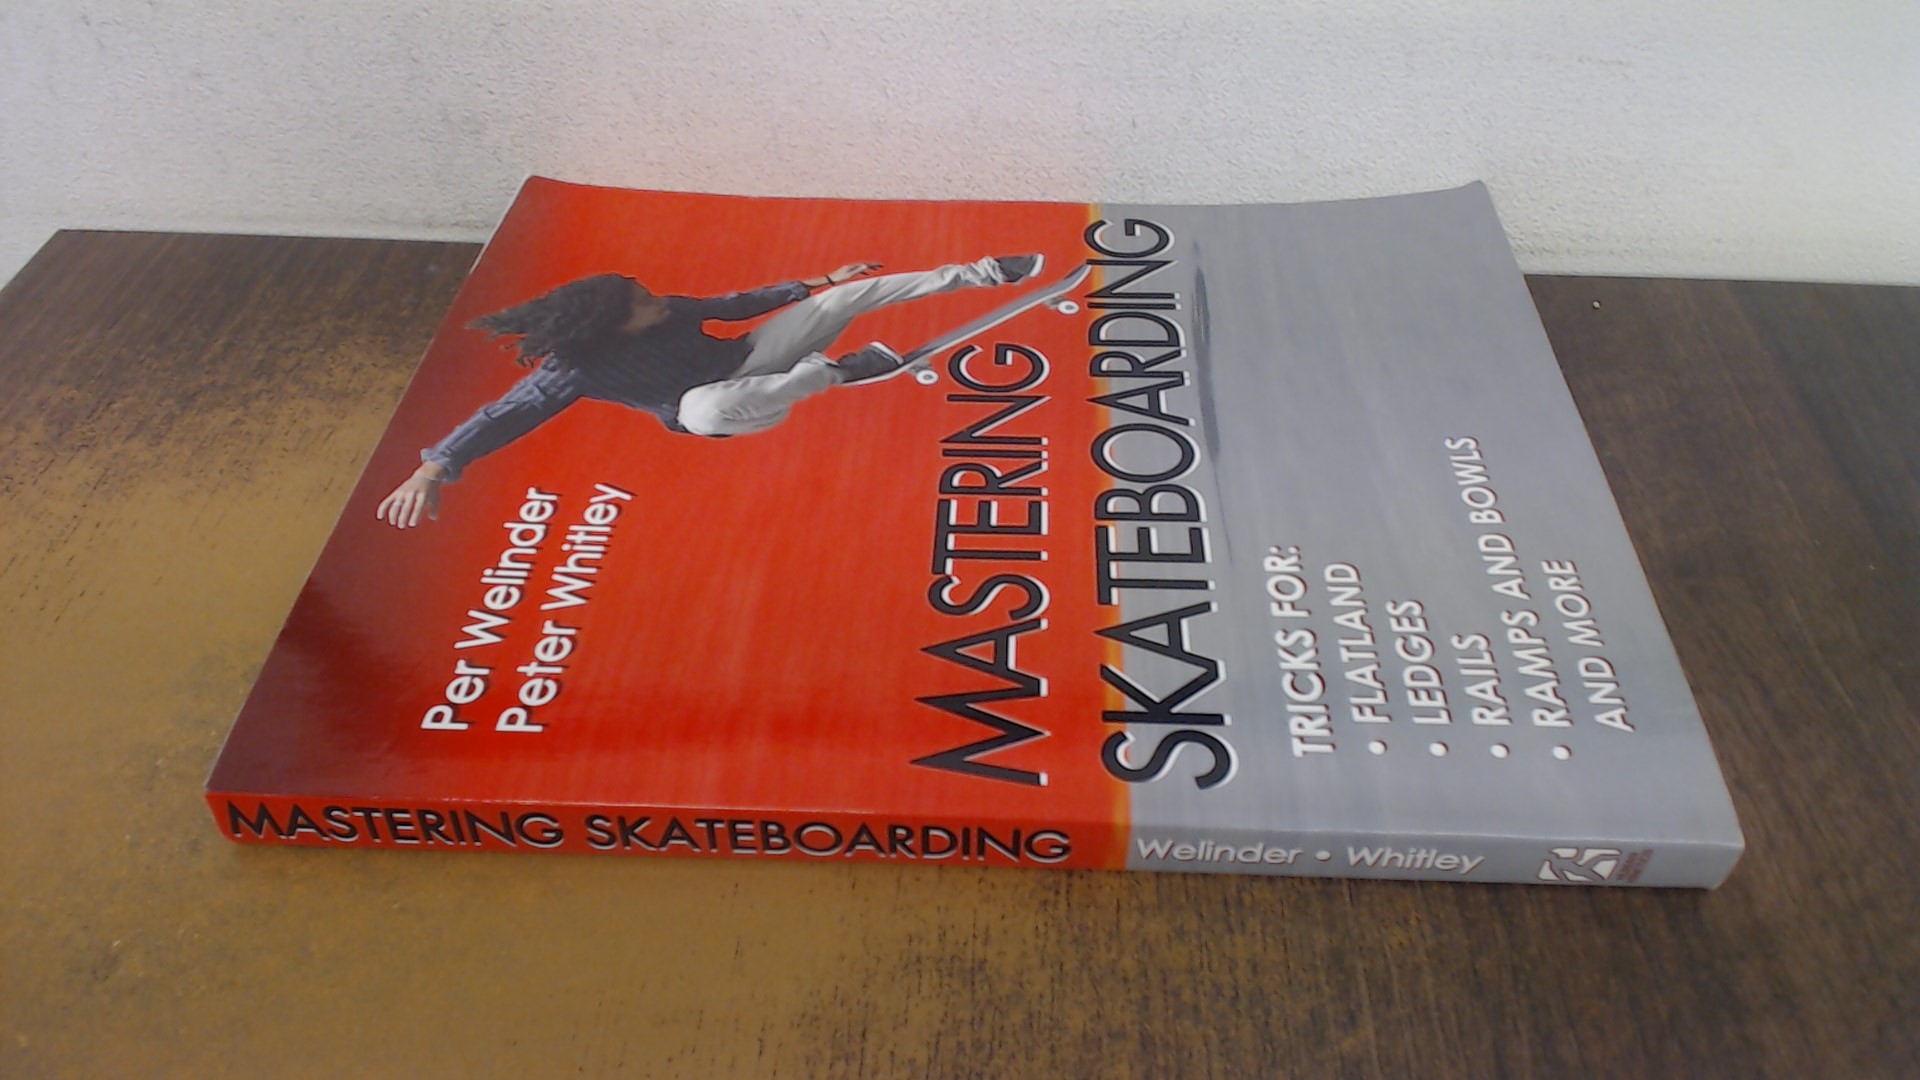 Per Welinder
Peter Whitley
MASTERING
SKATEBOARDING
TRICKS FOR:
• FLATLAND
• LEDGES
• RAILS
• RAMPS AND BOWLS
AND MORE
MASTERING SKATEBOARDING
Welinder • Whitley